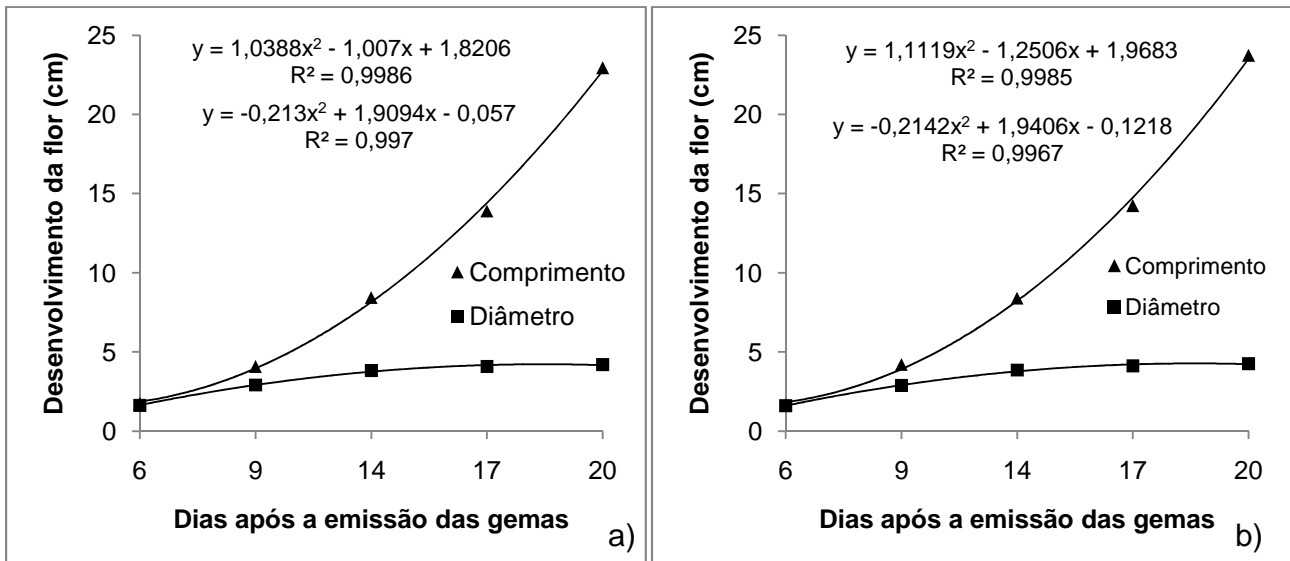 Desenvolvimento da flor (cm)
25
20
15
10
5
0
y = 1,0388x² - 1,007x + 1,8206
R² = 0,9986
y = -0,213x² + 1,9094x - 0,057
R² = 0,997
Comprimento
Diâmetro
6 9 14 17 20
Dias após a emissão das gemas
a)
Desenvolvimento da flor (cm)
25
20
15
10
5
0
y = 1,1119x² - 1,2506x + 1,9683
R² = 0,9985
y = -0,2142x² + 1,9406x - 0,1218
R² = 0,9967
Comprimento
Diâmetro
6 9 14 17 20
Dias após a emissão das gemas
b)